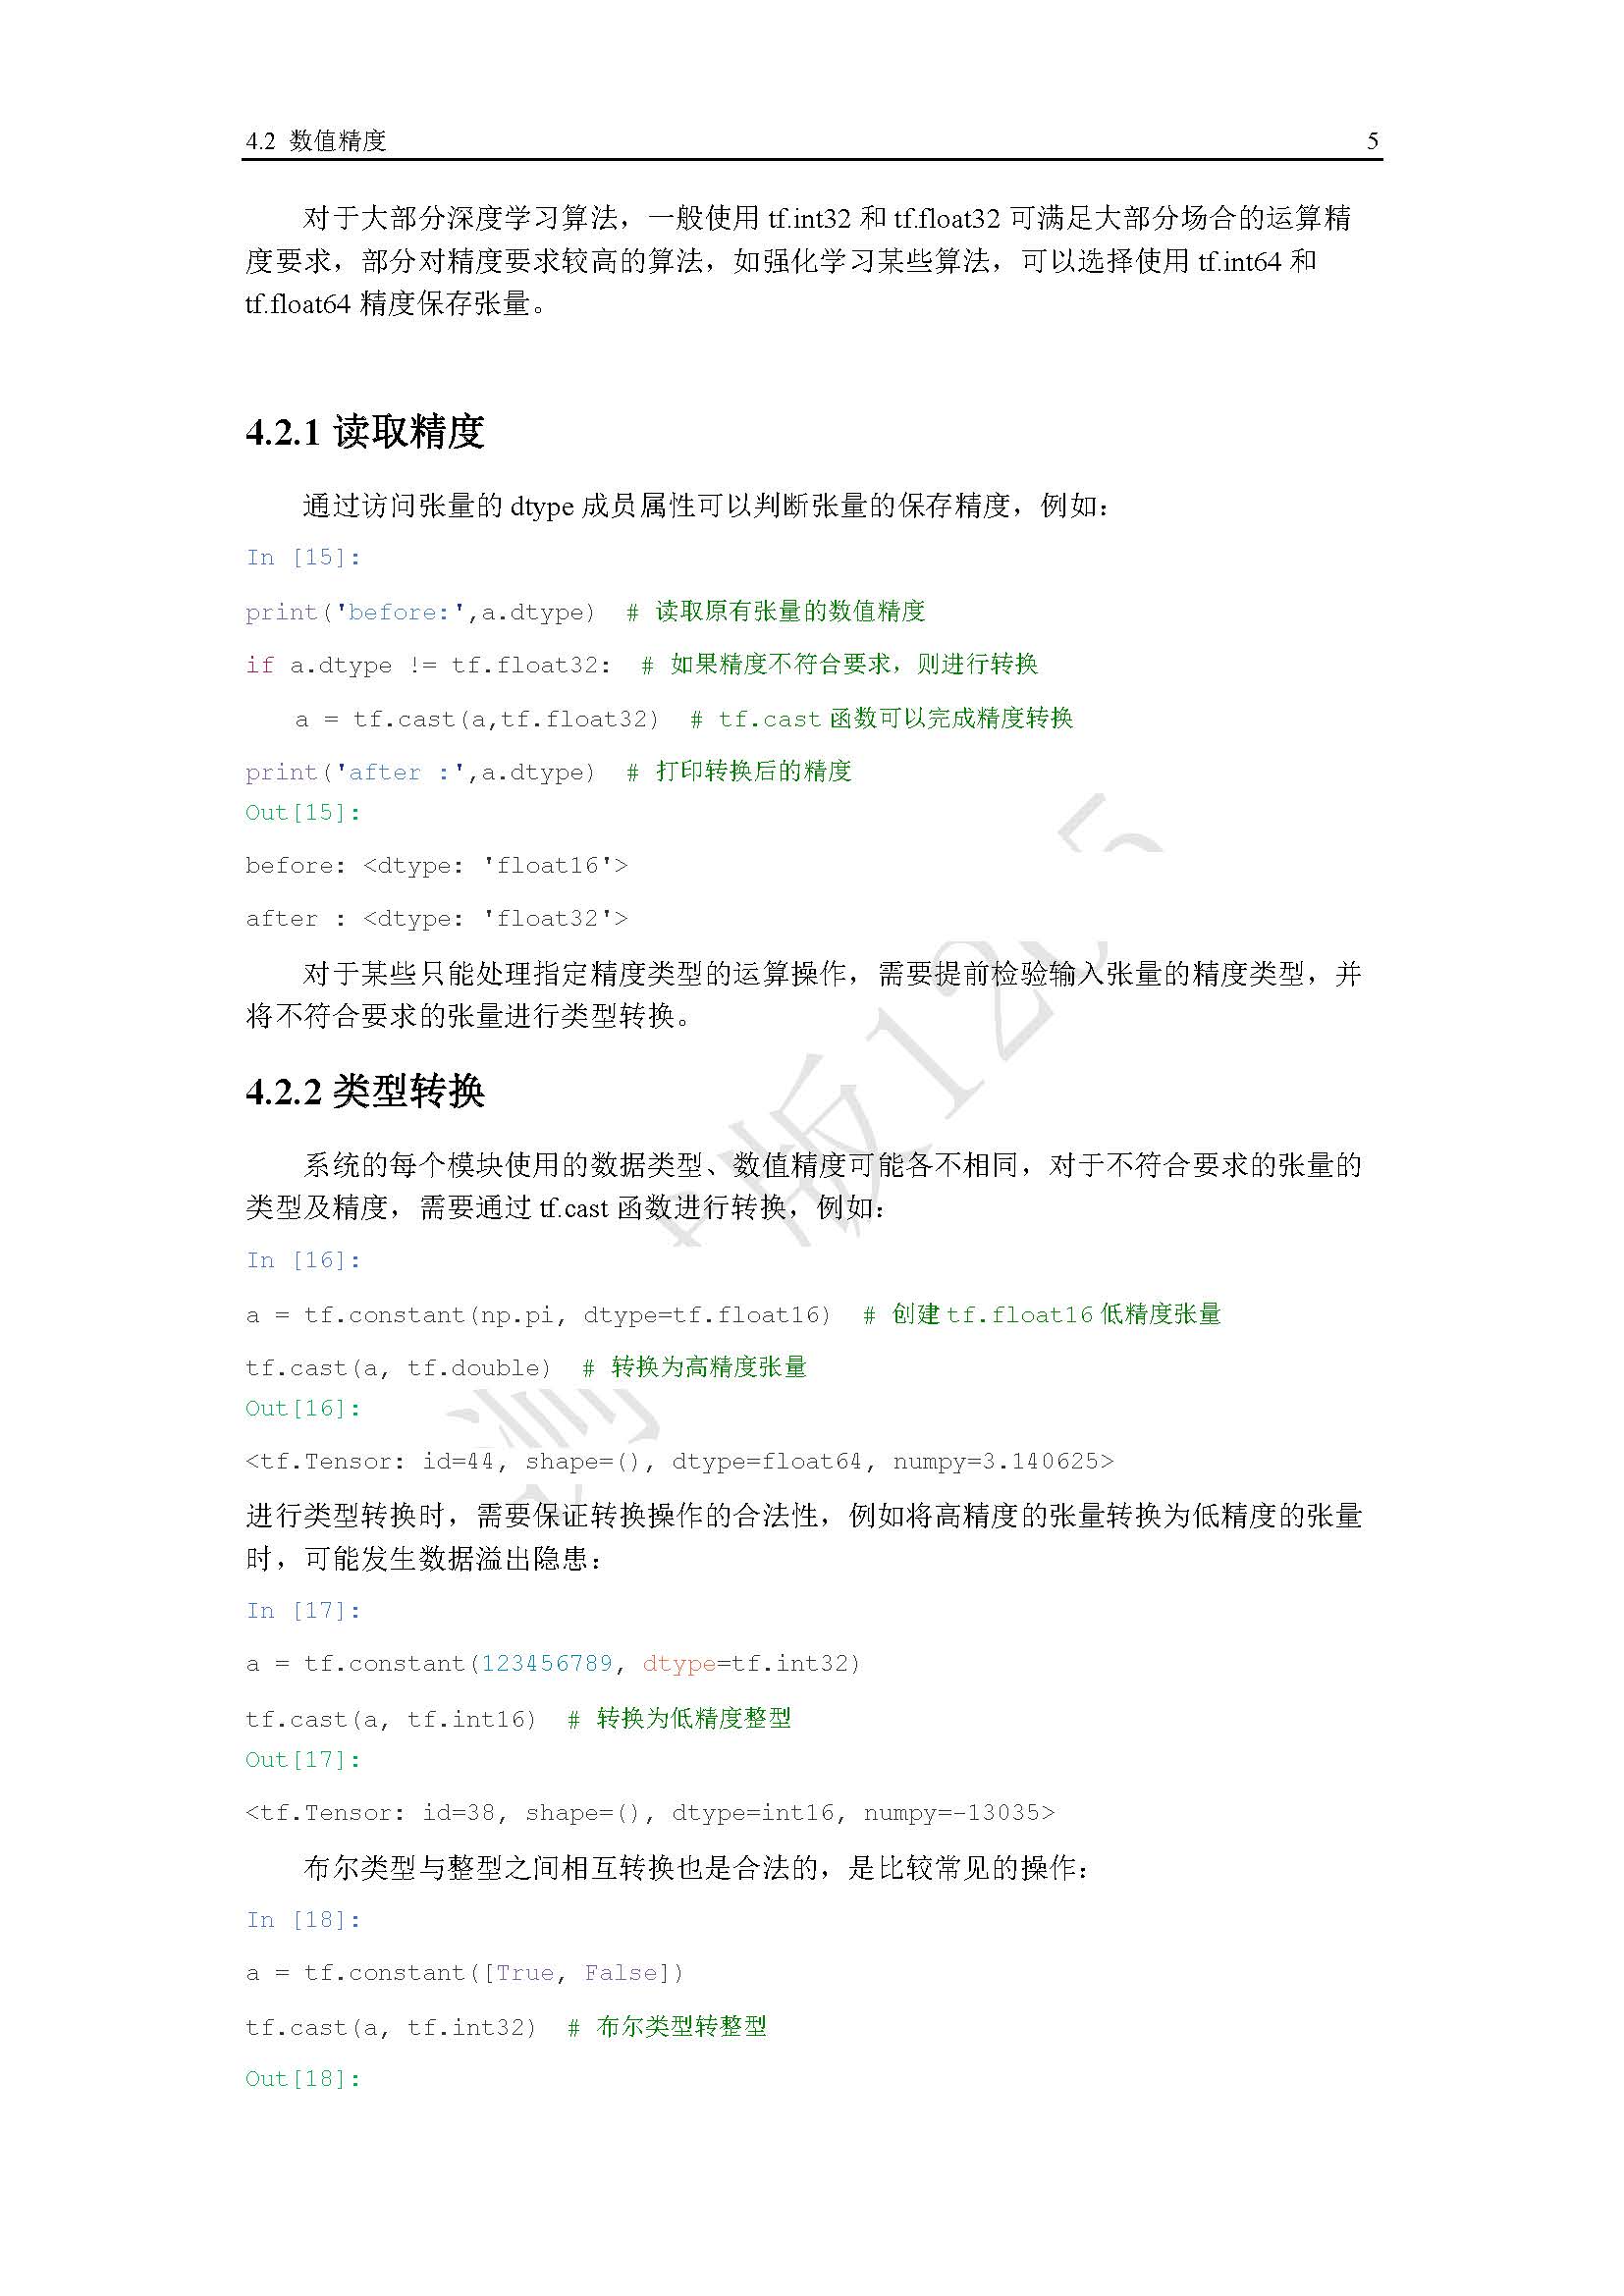 4.2 数值精度 5
对于大部分深度学习算法，一般使用 tf.int32 和 tf.float32 可满足大部分场合的运算精
度要求，部分对精度要求较高的算法，如强化学习某些算法，可以选择使用 tf.int64 和
tf.float64 精度保存张量。
4.2.1 读取精度
通过访问张量的 dtype 成员属性可以判断张量的保存精度，例如：
In [15]:
print('before:',a.dtype)  # 读取原有张量的数值精度
if a.dtype != tf.float32:  # 如果精度不符合要求，则进行转换
a = tf.cast(a,tf.float32)  # tf.cast 函数可以完成精度转换
print('after :',a.dtype)  # 打印转换后的精度
Out[15]:
before: <dtype: 'float16'>
after : <dtype: 'float32'>
对于某些只能处理指定精度类型的运算操作，需要提前检验输入张量的精度类型，并
将不符合要求的张量进行类型转换。
4.2.2 类型转换
系统的每个模块使用的数据类型、数值精度可能各不相同，对于不符合要求的张量的
类型及精度，需要通过 tf.cast 函数进行转换，例如：
In [16]:
a = tf.constant(np.pi, dtype=tf.float16)  # 创建 tf.float16 低精度张量
tf.cast(a, tf.double)  # 转换为高精度张量
Out[16]:
<tf.Tensor: id=44, shape=(), dtype=float64, numpy=3.140625>
进行类型转换时，需要保证转换操作的合法性，例如将高精度的张量转换为低精度的张量
时，可能发生数据溢出隐患：
In [17]:
a = tf.constant(123456789, dtype=tf.int32)
tf.cast(a, tf.int16)  # 转换为低精度整型
Out[17]:
<tf.Tensor: id=38, shape=(), dtype=int16, numpy=-13035>
布尔类型与整型之间相互转换也是合法的，是比较常见的操作：
In [18]:
a = tf.constant([True, False])
tf.cast(a, tf.int32)  # 布尔类型转整型
Out[18]: